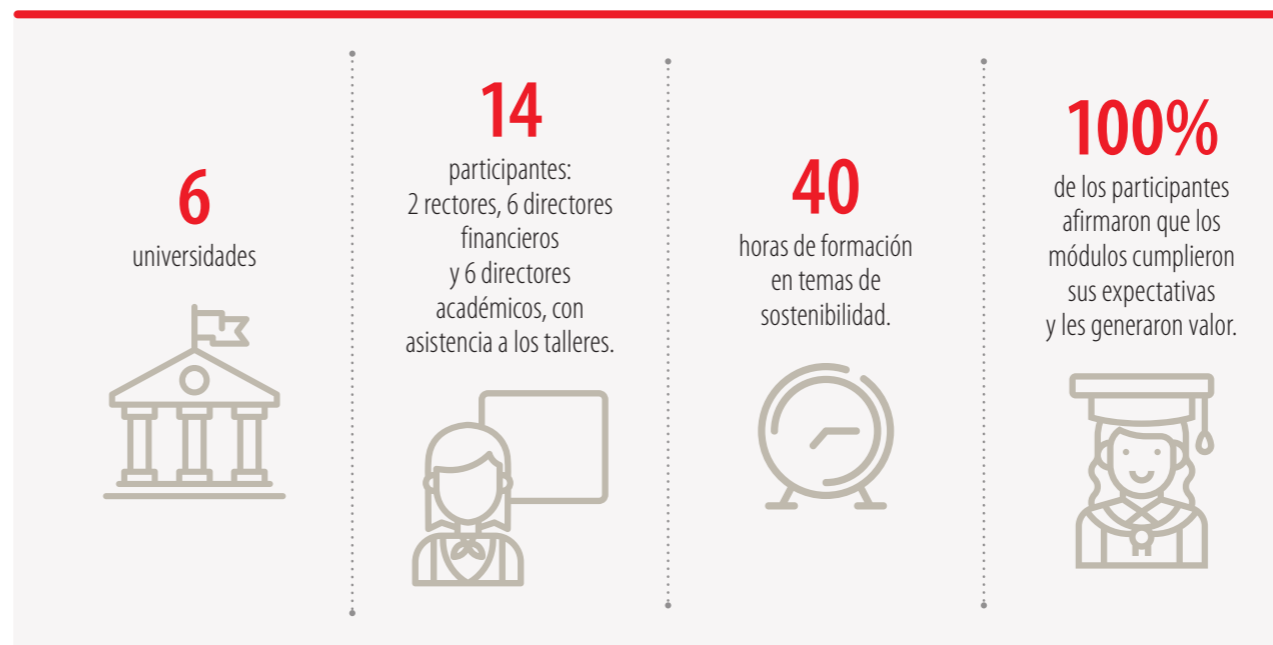 6
universidades
14
participantes:
2 rectores, 6 directores
financieros
y 6 directores
académicos, con
asistencia a los talleres.
40
horas de formación
en temas de
sostenibilidad.
100%
de los participantes
afirmaron que los
módulos cumplieron
sus expectativas
y les generaron valor.